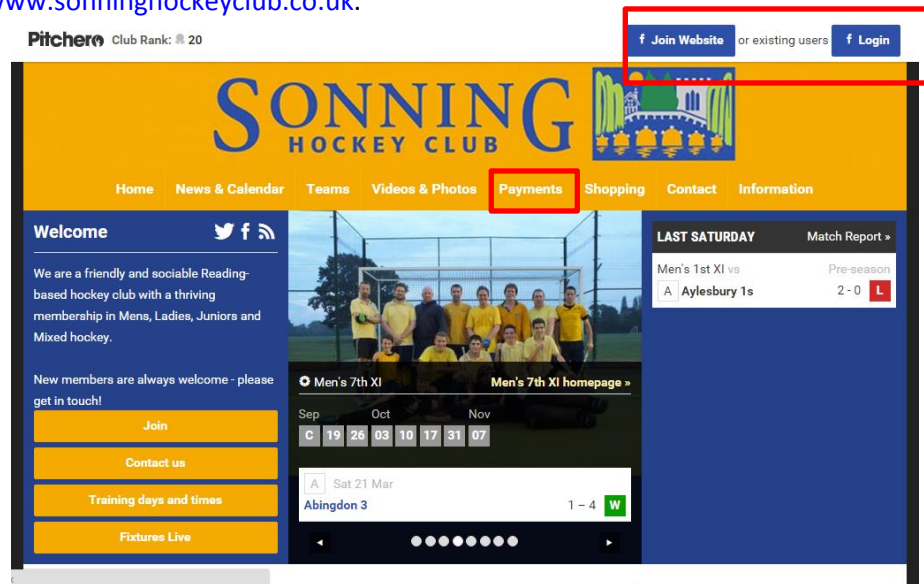 www.sonninghockeyclub.co.uk.
Pitchero Club Rank: 20
f Join Website or existing users f Login
SONNING
HOCKEY CLUB
Home News & Calendar Teams Videos & Photos Payments Shopping Contact Information
Welcome
We are a friendly and sociable Reading-
based hockey club with a thriving
membership in Mens, Ladies, Juniors and
Mixed hockey.
New members are always welcome - please
get in touch!
Join
Contact us
Training days and times
Fixtures Live
Men's 7th XI Men's 7th XI homepage »
Sep Oct Nov
C 19 26 03 10 17 31 07
A Sat 21 Mar
Abingdon 3 1 – 4 W
LAST SATURDAY Match Report »
Men's 1st XI vs Pre-season
A Aylesbury 1s 2 - 0 L